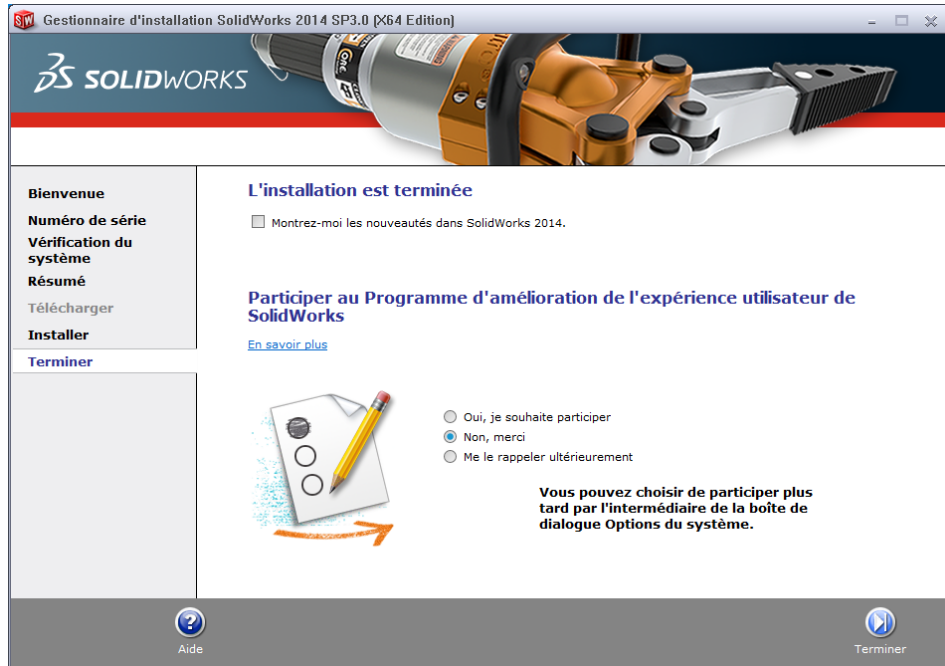 Gestionnaire d'installation SolidWorks 2014 SP3.0 (X64 Edition)
SOLIDWORKS
Bienvenue
Numéro de série
Vérification du
système
Résumé
Télécharger
Installer
Terminer
L'installation est terminée
Montrez-moi les nouveautés dans SolidWorks 2014.
Participer au Programme d'amélioration de l'expérience utilisateur de
SolidWorks
En savoir plus
Oui, je souhaite participer
Non, merci
Me le rappeler ultérieurement
Vous pouvez choisir de participer plus
tard par l'intermédiaire de la boîte de
dialogue Options du système.
Aide
Terminer